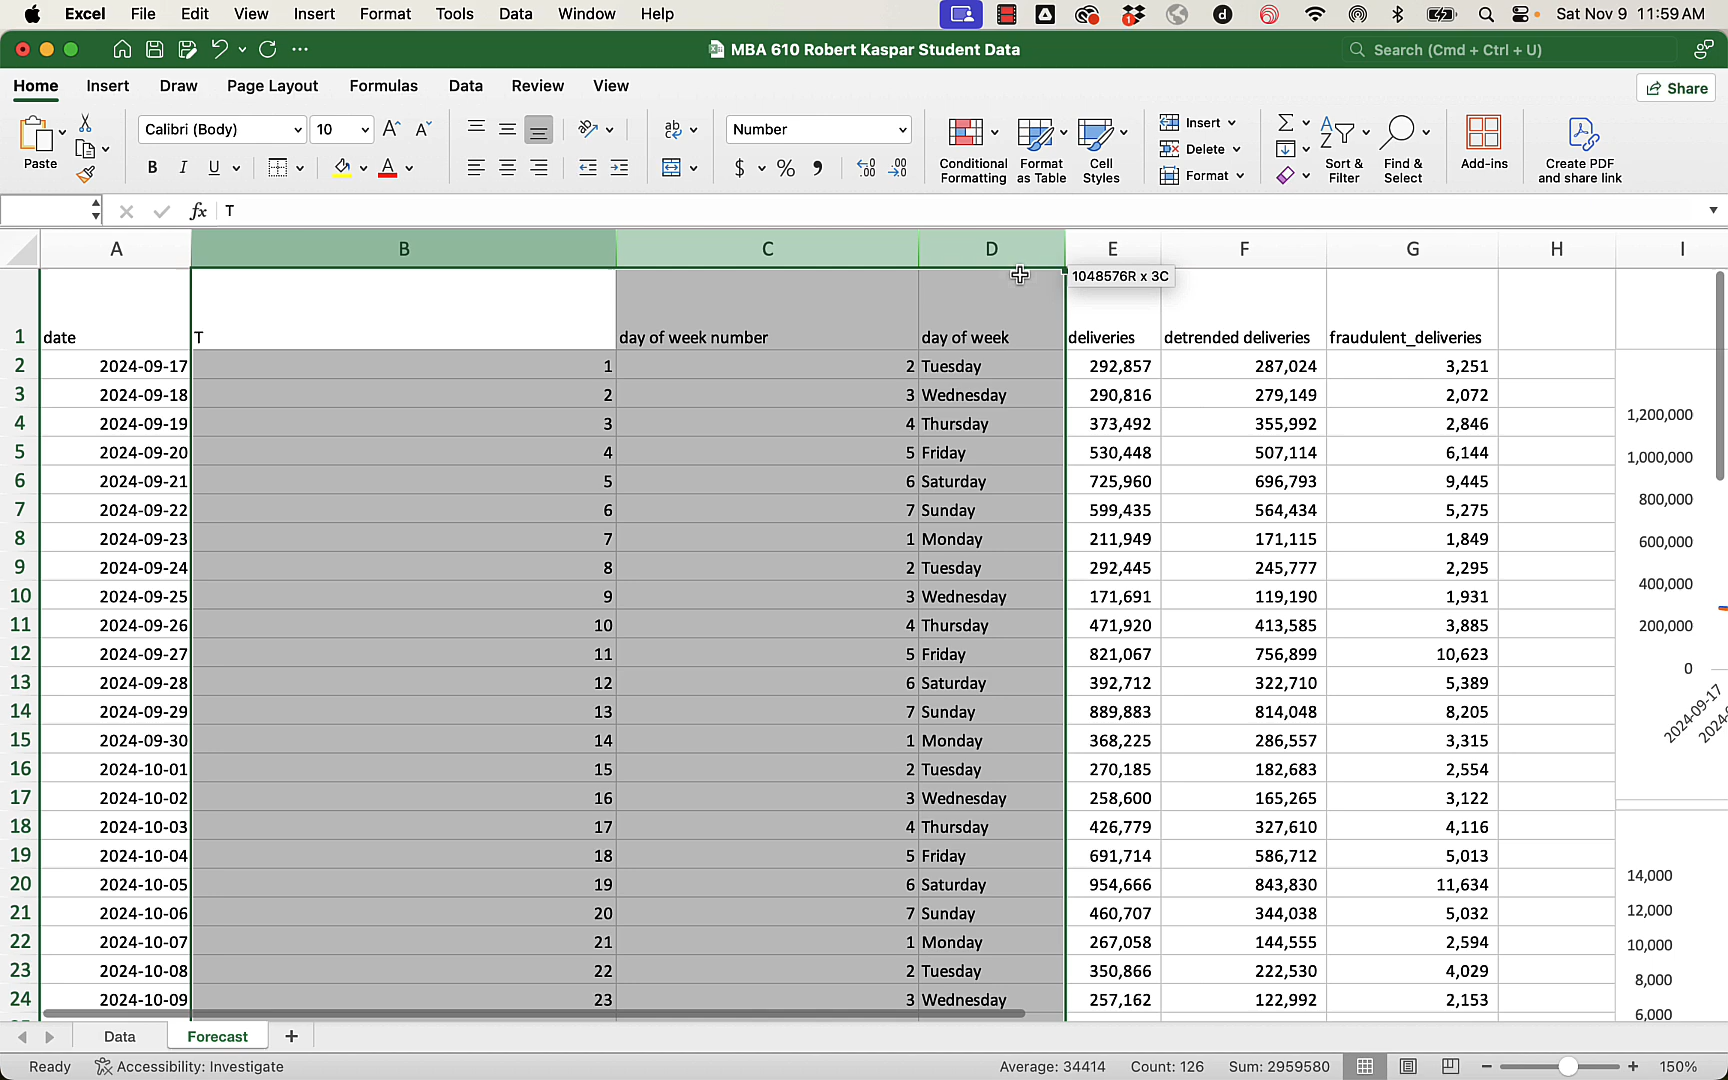 Excel File Edit View Insert Format Tools Data Window Help Sat Nov 9 11:59 AM
MBA 610 Robert Kaspar Student Data Search (Cmd + Ctrl + U)
Home Insert Draw Page Layout Formulas Data Review View Share
Paste Calibri (Body) 10 Number Conditional Formatting Format as Table Cell Styles Insert Delete Format Sort & Filter Find & Select Add-ins Create PDF and share link
fx T
A B C D E F G H I
1048576R x 3C
1 date T day of week number day of week deliveries detrended deliveries fraudulent_deliveries
2 2024-09-17 1 2 Tuesday 292,857 287,024 3,251
3 2024-09-18 2 3 Wednesday 290,816 279,149 2,072
4 2024-09-19 3 4 Thursday 373,492 355,992 2,846
5 2024-09-20 4 5 Friday 530,448 507,114 6,144
6 2024-09-21 5 6 Saturday 725,960 696,793 9,445
7 2024-09-22 6 7 Sunday 599,435 564,434 5,275
8 2024-09-23 7 1 Monday 211,949 171,115 1,849
9 2024-09-24 8 2 Tuesday 292,445 245,777 2,295
10 2024-09-25 9 3 Wednesday 171,691 119,190 1,931
11 2024-09-26 10 4 Thursday 471,920 413,585 3,885
12 2024-09-27 11 5 Friday 821,067 756,899 10,623
13 2024-09-28 12 6 Saturday 392,712 322,710 5,389
14 2024-09-29 13 7 Sunday 889,883 814,048 8,205
15 2024-09-30 14 1 Monday 368,225 286,557 3,315
16 2024-10-01 15 2 Tuesday 270,185 182,683 2,554
17 2024-10-02 16 3 Wednesday 258,600 165,265 3,122
18 2024-10-03 17 4 Thursday 426,779 327,610 4,116
19 2024-10-04 18 5 Friday 691,714 586,712 5,013
20 2024-10-05 19 6 Saturday 954,666 843,830 11,634
21 2024-10-06 20 7 Sunday 460,707 344,038 5,032
22 2024-10-07 21 1 Monday 267,058 144,555 2,594
23 2024-10-08 22 2 Tuesday 350,866 222,530 4,029
24 2024-10-09 23 3 Wednesday 257,162 122,992 2,153
1,200,000
1,000,000
800,000
600,000
400,000
200,000
0
2024-09-17
14,000
12,000
10,000
8,000
6,000
Data Forecast +
Ready Accessibility: Investigate Average: 34414 Count: 126 Sum: 2959580 150%